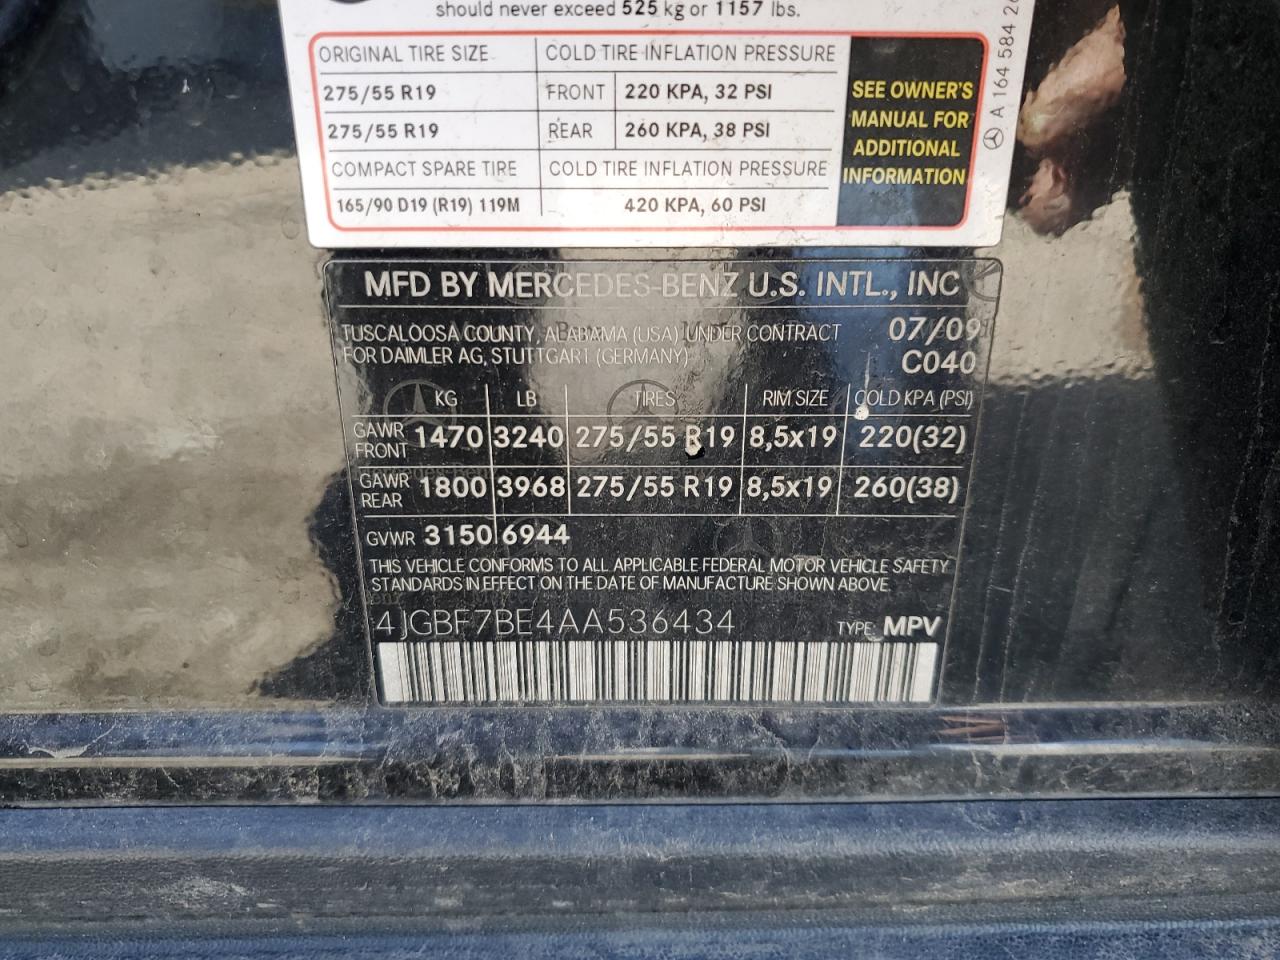 should never exceed 525 kg or 1157 lbs.
ORIGINAL TIRE SIZE COLD TIRE INFLATION PRESSURE
275/55 R19 FRONT 220 KPA, 32 PSI
275/55 R19 REAR 260 KPA, 38 PSI
COMPACT SPARE TIRE COLD TIRE INFLATION PRESSURE
165/90 D19 (R19) 119M 420 KPA, 60 PSI
SEE OWNER'S
MANUAL FOR
ADDITIONAL
INFORMATION
A 164 584
MFD BY MERCEDES-BENZ U.S. INTL., INC
TUSCALOOSA COUNTY, ALABAMA (USA) UNDER CONTRACT 07/09
FOR DAIMLER AG, STUTTGART (GERMANY) C040
KG LB TIRES RIM SIZE COLD KPA (PSI)
GAWR FRONT 1470 3240 275/55 R19 8,5x19 220(32)
GAWR REAR 1800 3968 275/55 R19 8,5x19 260(38)
GVWR 3150 6944
THIS VEHICLE CONFORMS TO ALL APPLICABLE FEDERAL MOTOR VEHICLE SAFETY
STANDARDS IN EFFECT ON THE DATE OF MANUFACTURE SHOWN ABOVE.
4JGBF7BE4AA536434 TYPE: MPV